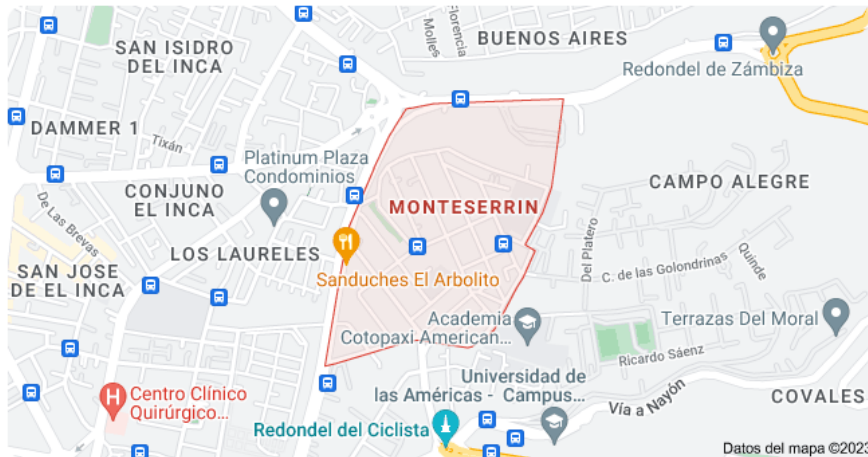 Molles
Florencia
BUENOS AIRES
SAN ISIDRO
DEL INCA
Redondel de Zámbiza
DAMMER 1
Tixán
Platinum Plaza
Condominios
CAMPO ALEGRE
CONJUNO
EL INCA
De Las Brevas
MONTESERRIN
LOS LAURELES
Del Platero
Quinde
SAN JOSE
DE EL INCA
Sanduches El Arbolito
C. de las Golondrinas
Academia
Cotopaxi American...
Terrazas Del Moral
Ricardo Sáenz
Universidad de
las Américas - Campus...
H
Centro Clínico
Quirúrgico...
Vía a Nayón
COVALES
Redondel del Ciclista
Datos del mapa ©2023